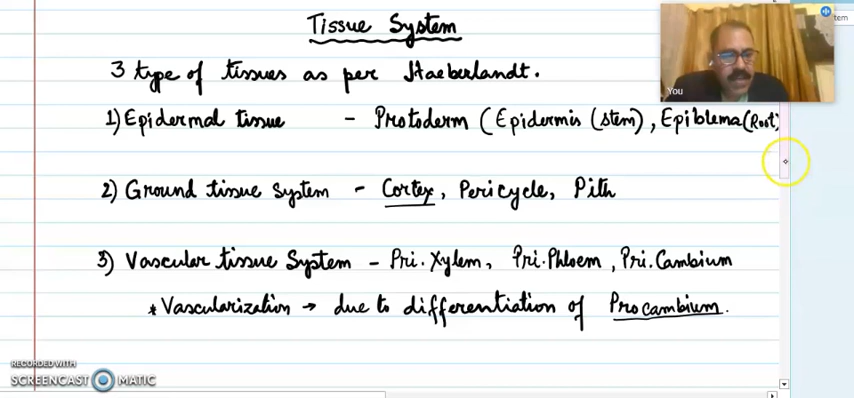 Tissue System
3 type of tissues as per Haeberlandt.
1) Epidermal tissue - Protoderm (Epidermis (stem), Epiblema (Root)
2) Ground tissue system - Cortex, Pericycle, Pith
3) Vascular tissue System - Pri. Xylem, Pri. Phloem, Pri. Cambium
* Vascularization → due to differentiation of Procambium.
You
tem
RECORDED WITH
SCREENCAST MATIC